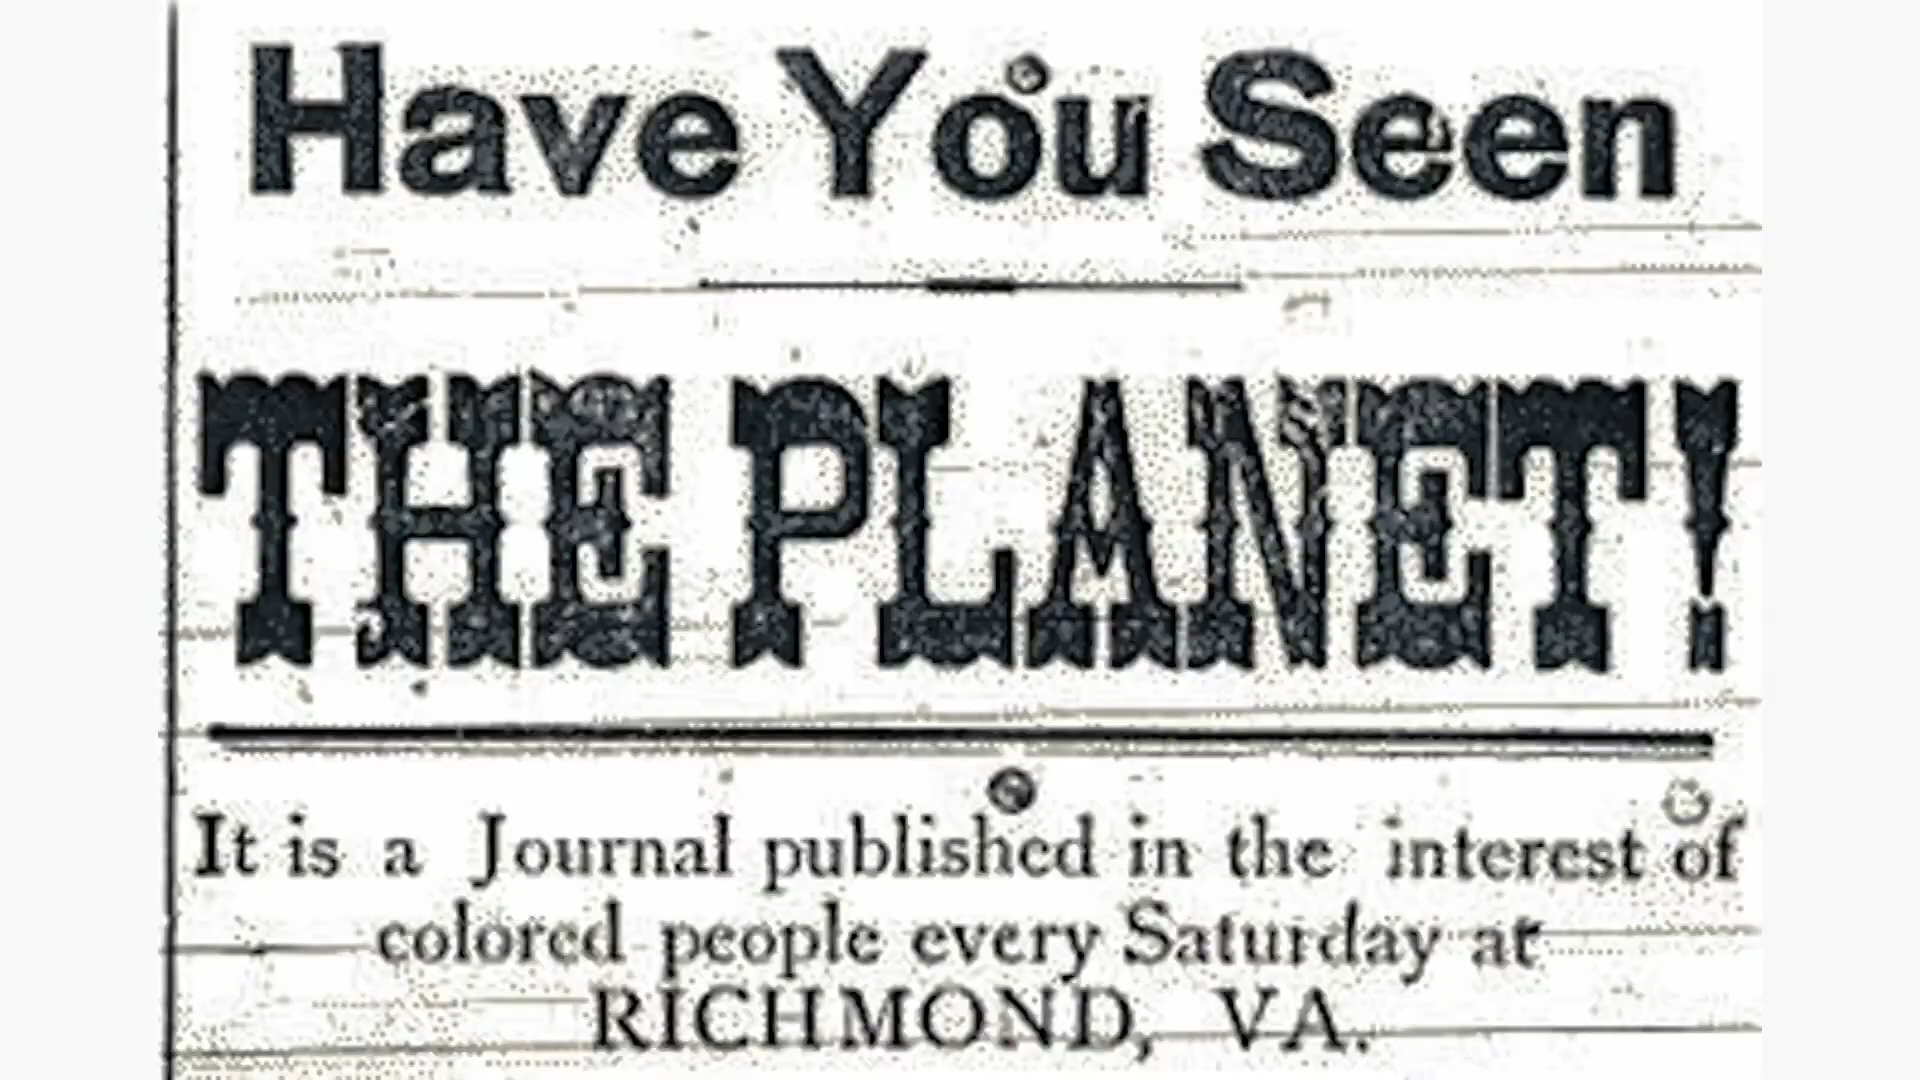 Have You Seen
THE PLANET!
It is a Journal published in the interest of
colored people every Saturday at
RICHMOND, VA.